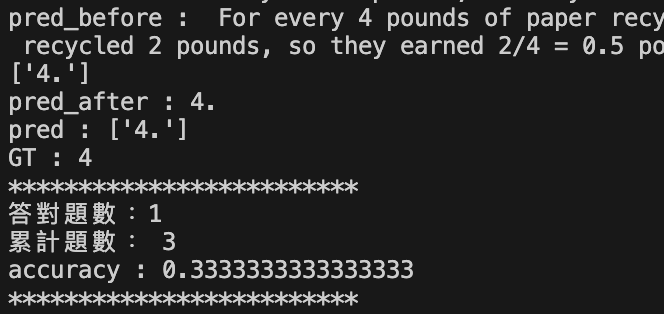 pred_before :  For every 4 pounds of paper recy
 recycled 2 pounds, so they earned 2/4 = 0.5 po
['4.']
pred_after : 4.
pred : ['4.']
GT : 4
*************************
答對題數：1
累計題數： 3
accuracy : 0.3333333333333333
*************************